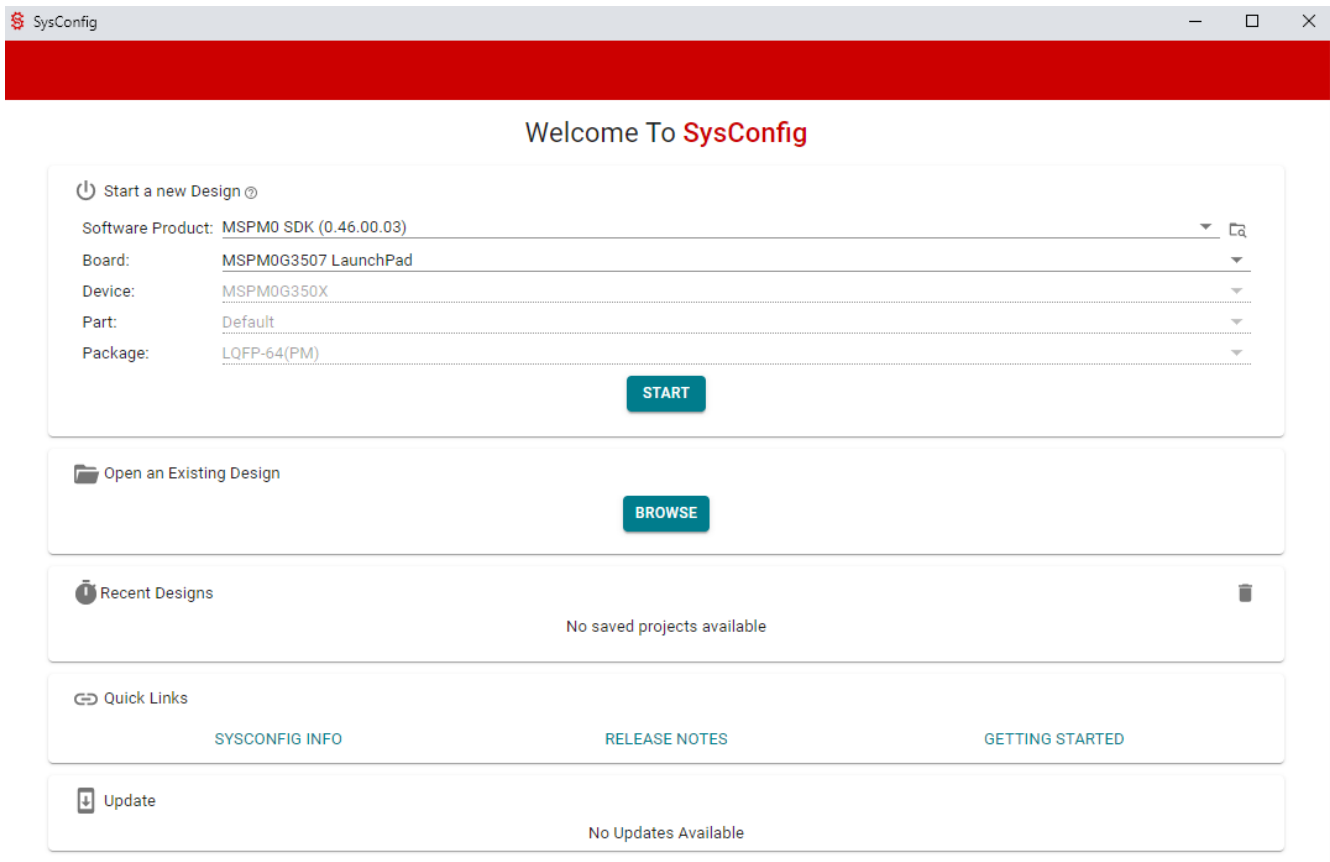 SysConfig
Welcome To SysConfig
Start a new Design
Software Product: MSPM0 SDK (0.46.00.03)
Board: MSPM0G3507 LaunchPad
Device: MSPM0G350X
Part: Default
Package: LQFP-64(PM)
START
Open an Existing Design
BROWSE
Recent Designs
No saved projects available
Quick Links
SYSCONFIG INFO RELEASE NOTES GETTING STARTED
Update
No Updates Available